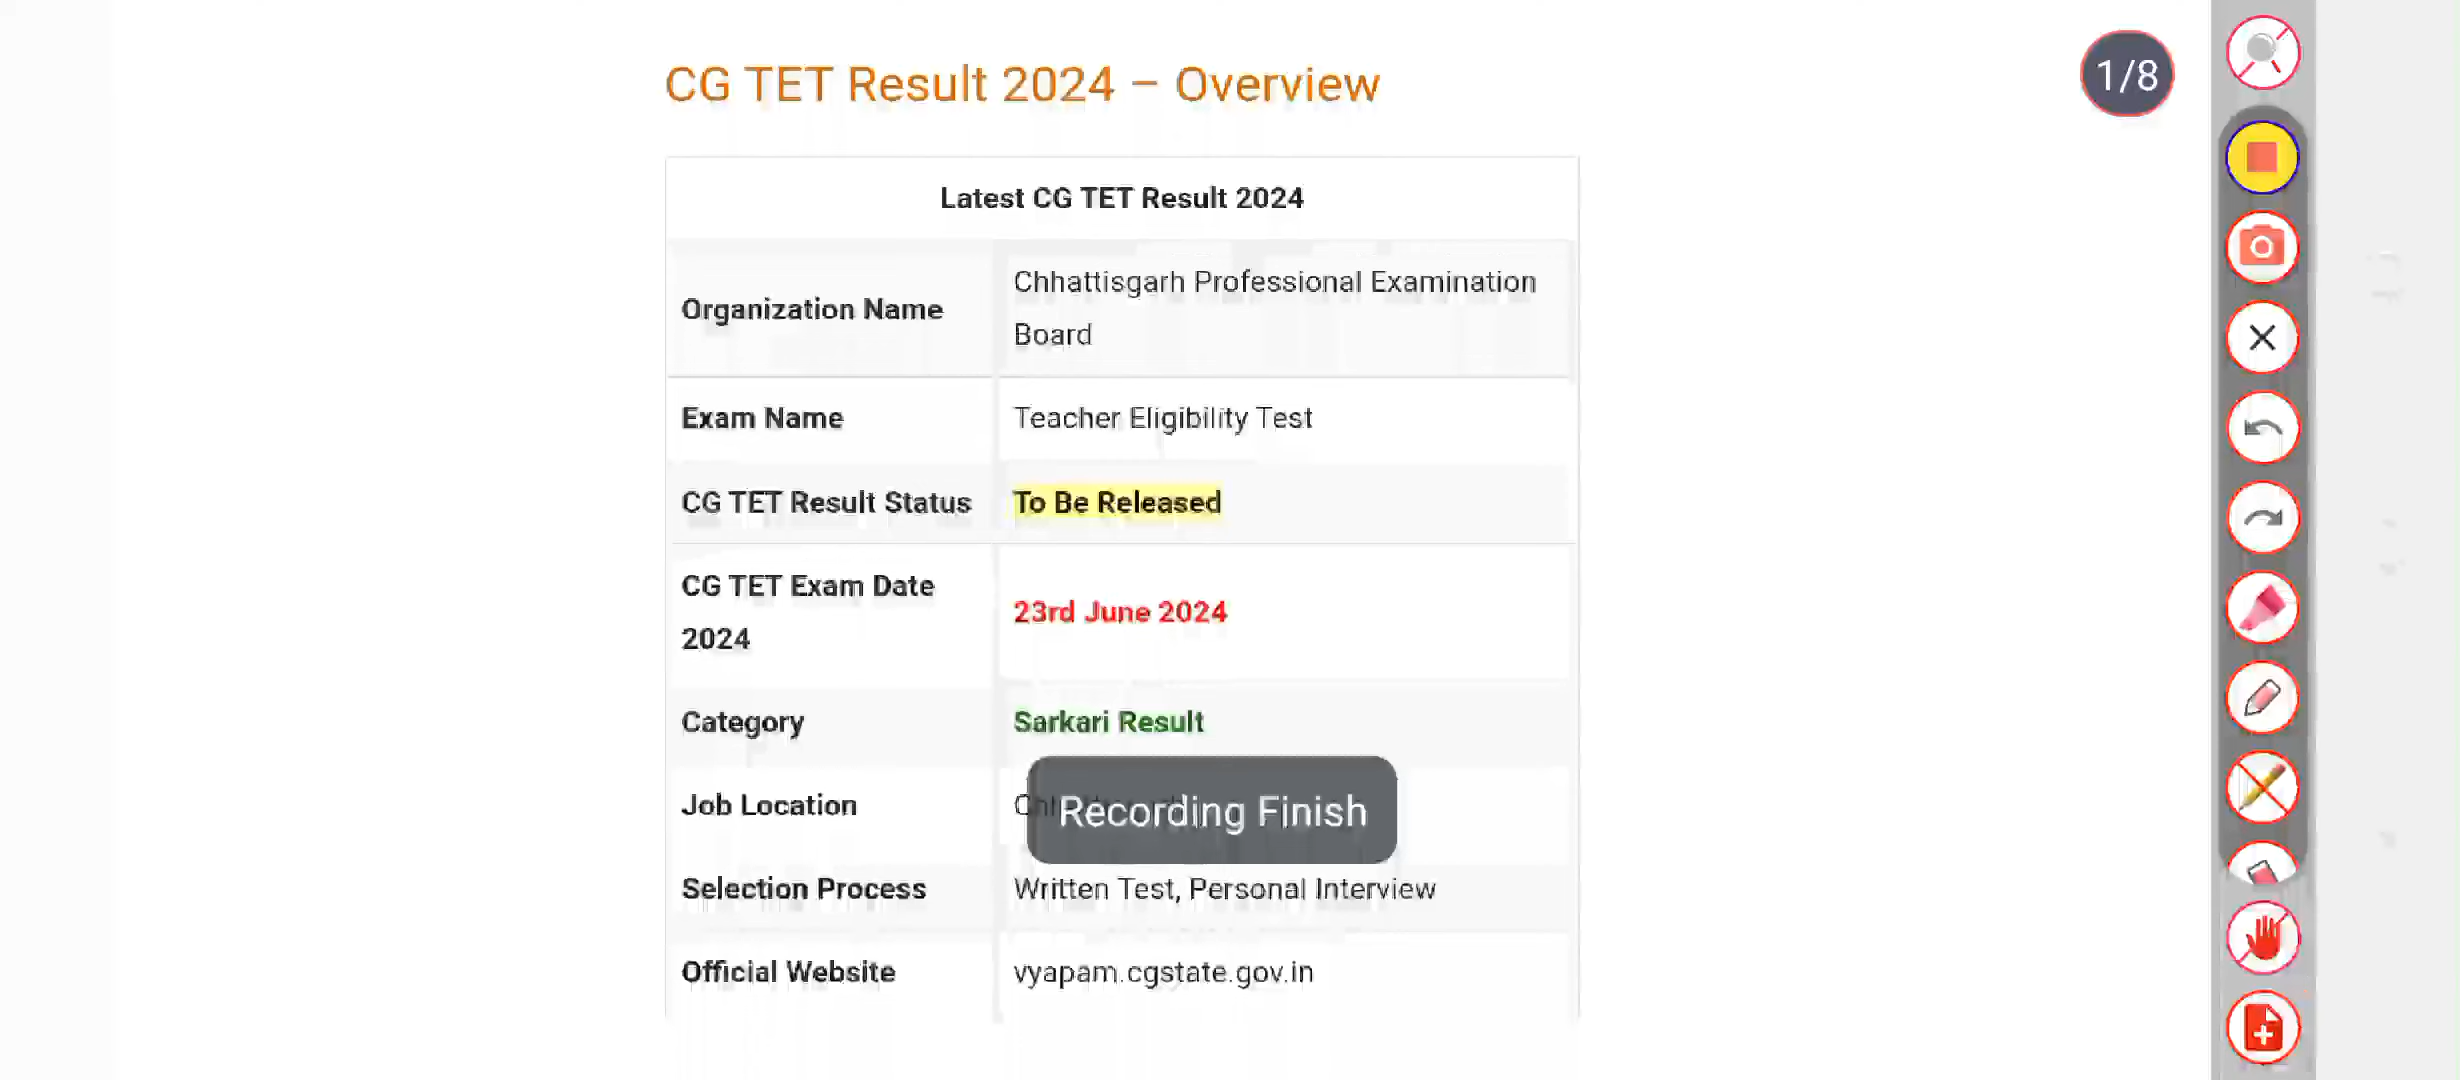 CG TET Result 2024 – Overview
1/8
Latest CG TET Result 2024
Organization Name
Chhattisgarh Professional Examination
Board
Exam Name
Teacher Eligibility Test
CG TET Result Status
To Be Released
CG TET Exam Date
2024
23rd June 2024
Category
Sarkari Result
Job Location
Recording Finish
Selection Process
Written Test, Personal Interview
Official Website
vyapam.cgstate.gov.in